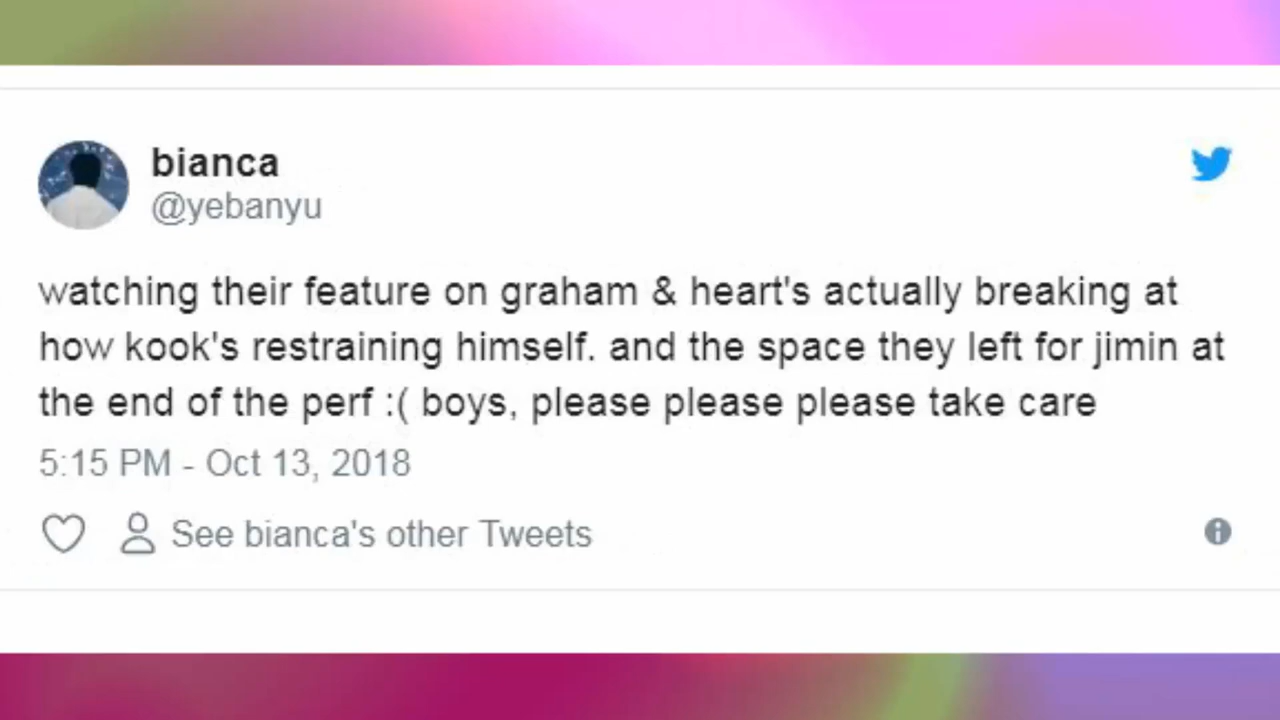 bianca
@yebanyu
watching their feature on graham & heart's actually breaking at
how kook's restraining himself. and the space they left for jimin at
the end of the perf :( boys, please please please take care
5:15 PM - Oct 13, 2018
See bianca's other Tweets